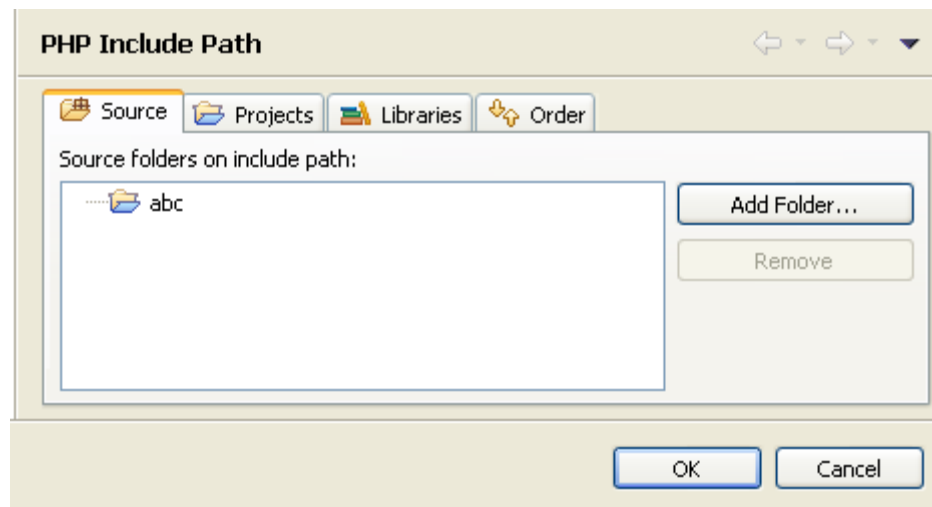 PHP Include Path
Source Projects Libraries Order
Source folders on include path:
abc
Add Folder...
Remove
OK Cancel